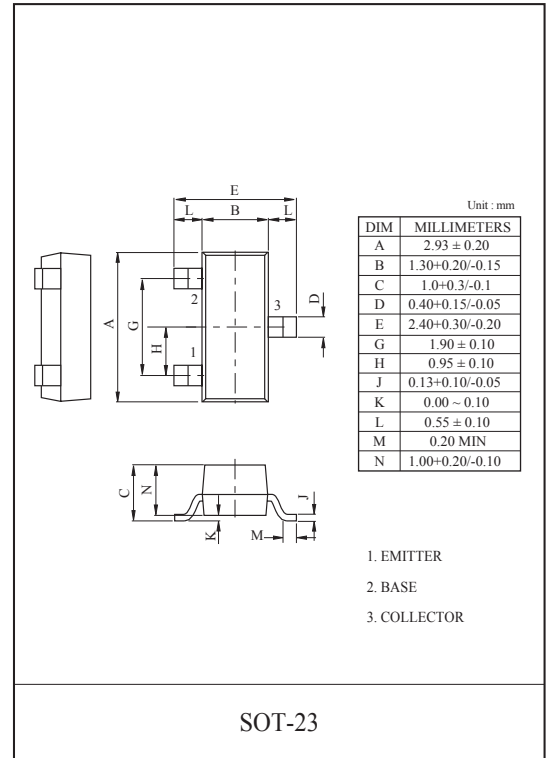 E
L B L
Unit : mm
DIM MILLIMETERS
A 2.93 ± 0.20
B 1.30+0.20/-0.15
C 1.0+0.3/-0.1
D 0.40+0.15/-0.05
E 2.40+0.30/-0.20
G 1.90 ± 0.10
H 0.95 ± 0.10
J 0.13+0.10/-0.05
K 0.00 ~ 0.10
L 0.55 ± 0.10
M 0.20 MIN
N 1.00+0.20/-0.10
A
G
H
2
3
D
1
C
N
K
M
J
1. EMITTER
2. BASE
3. COLLECTOR
SOT-23